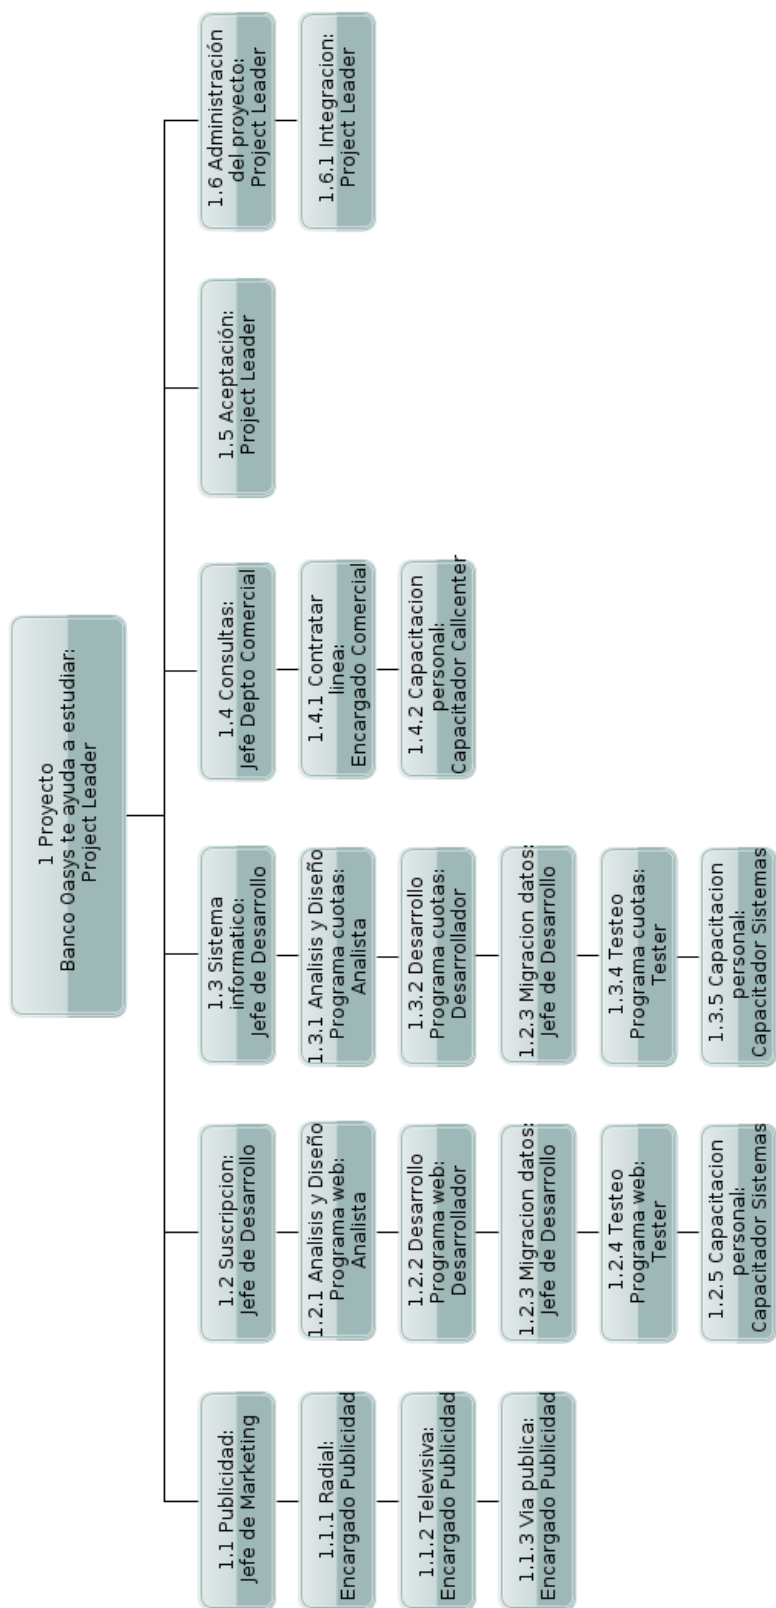 1 Proyecto
Banco Oasys te ayuda a estudiar:
Project Leader
1.1 Publicidad:
Jefe de Marketing
1.1.1 Radial:
Encargado Publicidad
1.1.2 Televisiva:
Encargado Publicidad
1.1.3 Via publica:
Encargado Publicidad
1.2 Suscripcion:
Jefe de Desarrollo
1.2.1 Analisis y Diseño
Programa web:
Analista
1.2.2 Desarrollo
Programa web:
Desarrollador
1.2.3 Migracion datos:
Jefe de Desarrollo
1.2.4 Testeo
Programa web:
Tester
1.2.5 Capacitacion
personal:
Capacitador Sistemas
1.3 Sistema
informatico:
Jefe de Desarrollo
1.3.1 Analisis y Diseño
Programa cuotas:
Analista
1.3.2 Desarrollo
Programa cuotas:
Desarrollador
1.2.3 Migracion datos:
Jefe de Desarrollo
1.3.4 Testeo
Programa cuotas:
Tester
1.3.5 Capacitacion
personal:
Capacitador Sistemas
1.4 Consultas:
Jefe Depto Comercial
1.4.1 Contratar
linea:
Encargado Comercial
1.4.2 Capacitacion
personal:
Capacitador Callcenter
1.5 Aceptación:
Project Leader
1.6 Administración
del proyecto:
Project Leader
1.6.1 Integracion:
Project Leader